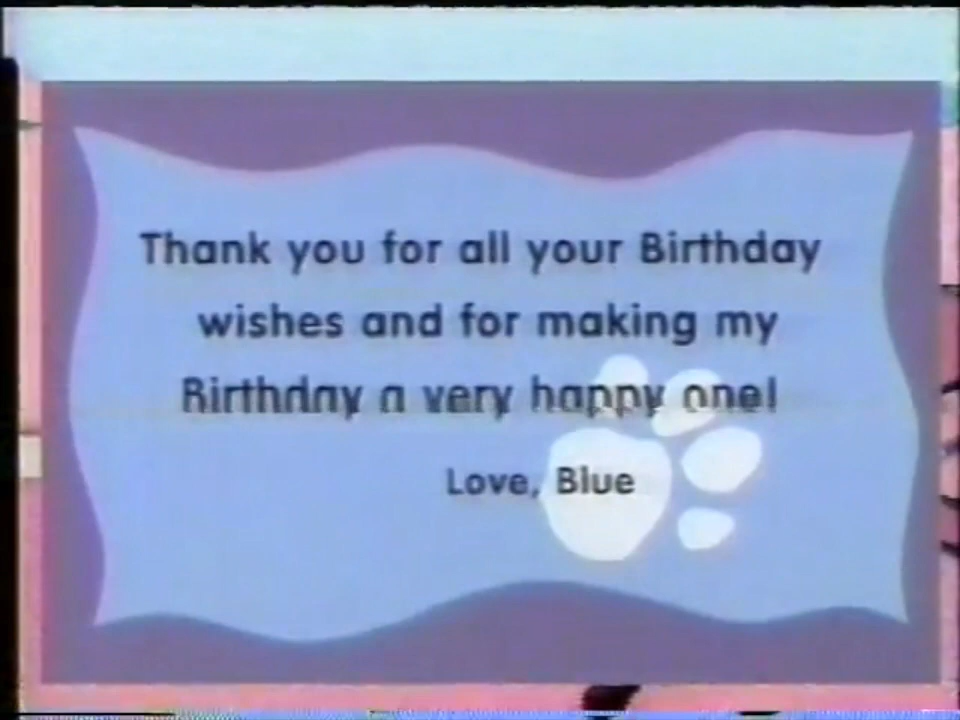 Thank you for all your Birthday
wishes and for making my
Birthday a very happy one!
Love, Blue